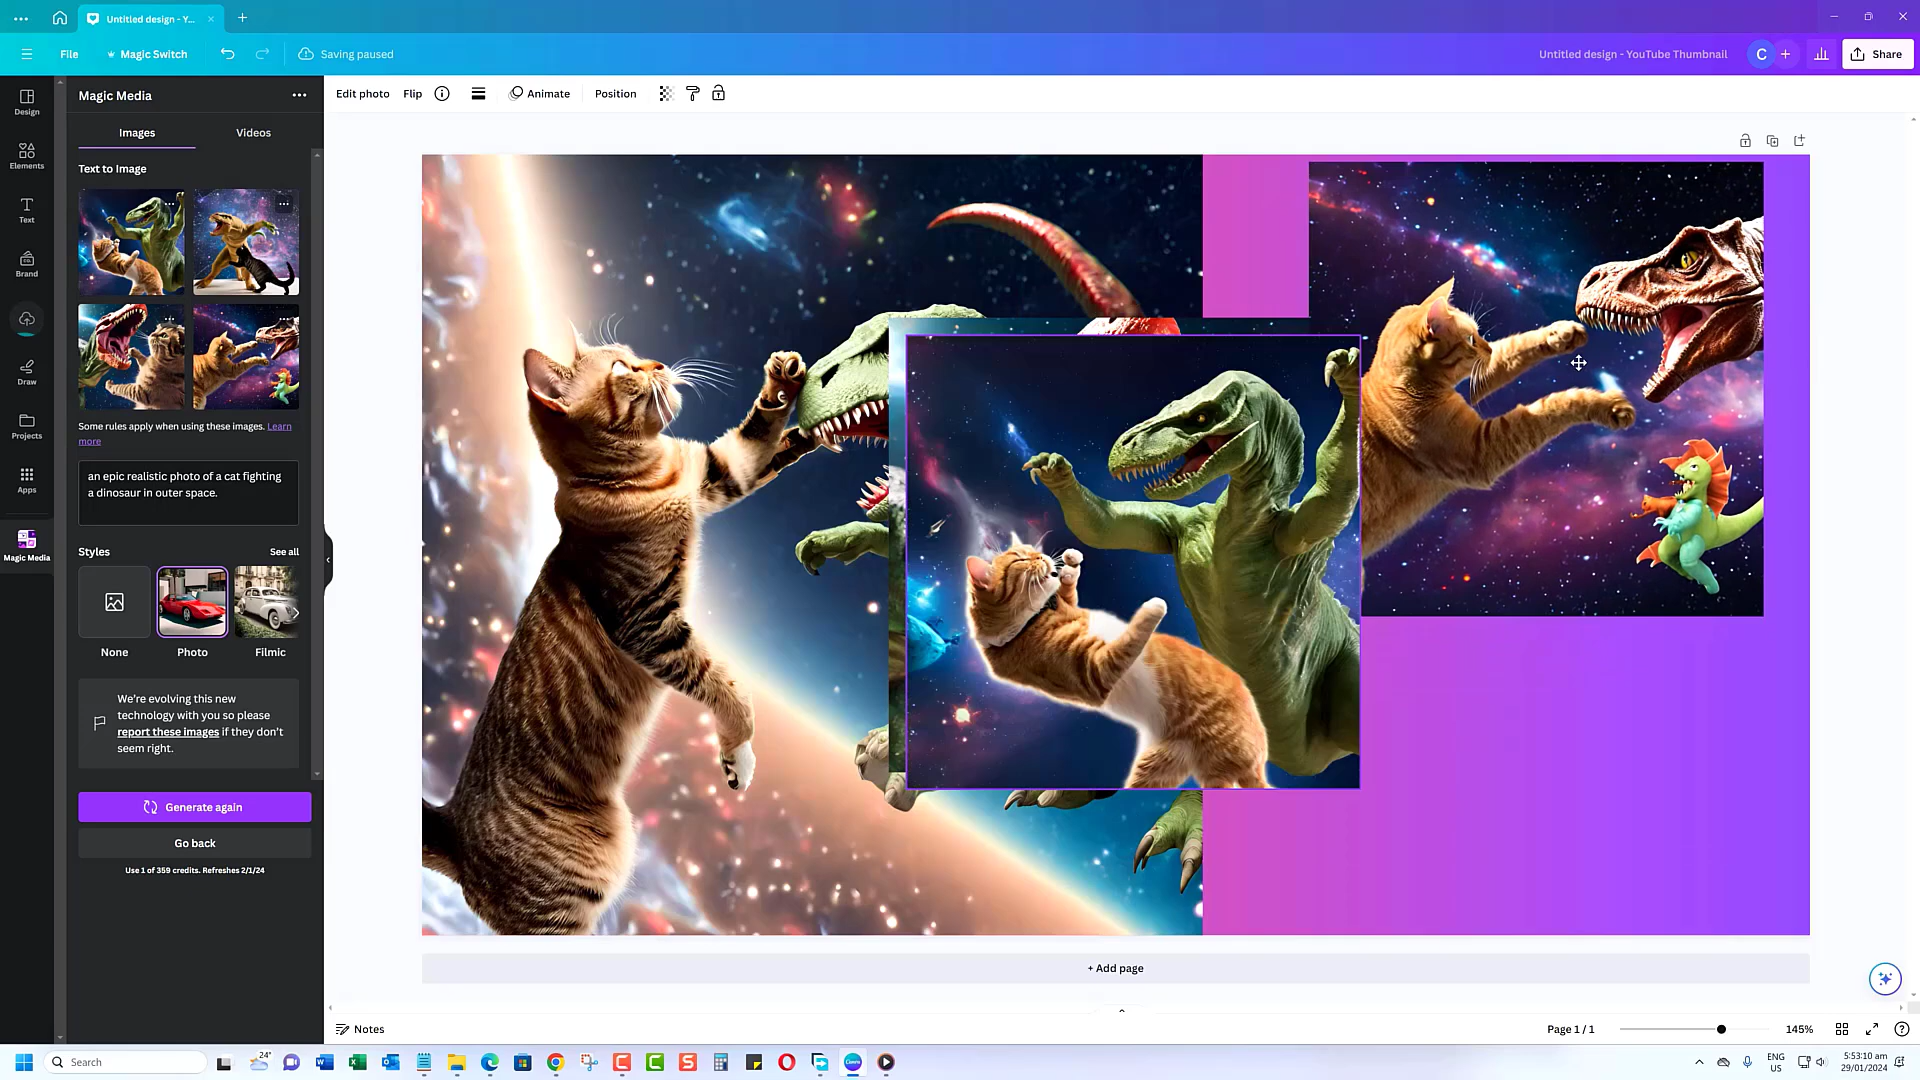 Untitled design - Y...
File
Magic Switch
Saving paused
Untitled design - YouTube Thumbnail
C
Share
Design
Elements
Text
Brand
Draw
Projects
Apps
Magic Media
Magic Media
Images
Videos
Text to Image
Some rules apply when using these images. Learn
more
an epic realistic photo of a cat fighting
a dinosaur in outer space.
Styles
See all
None
Photo
Filmic
We're evolving this new
technology with you so please
report these images if they don't
seem right.
Generate again
Go back
Use 1 of 359 credits. Refreshes 2/1/24
Edit photo
Flip
Animate
Position
+ Add page
Notes
Page 1 / 1
145%
Search
24°
ENG
US
5:53:10 am
29/01/2024